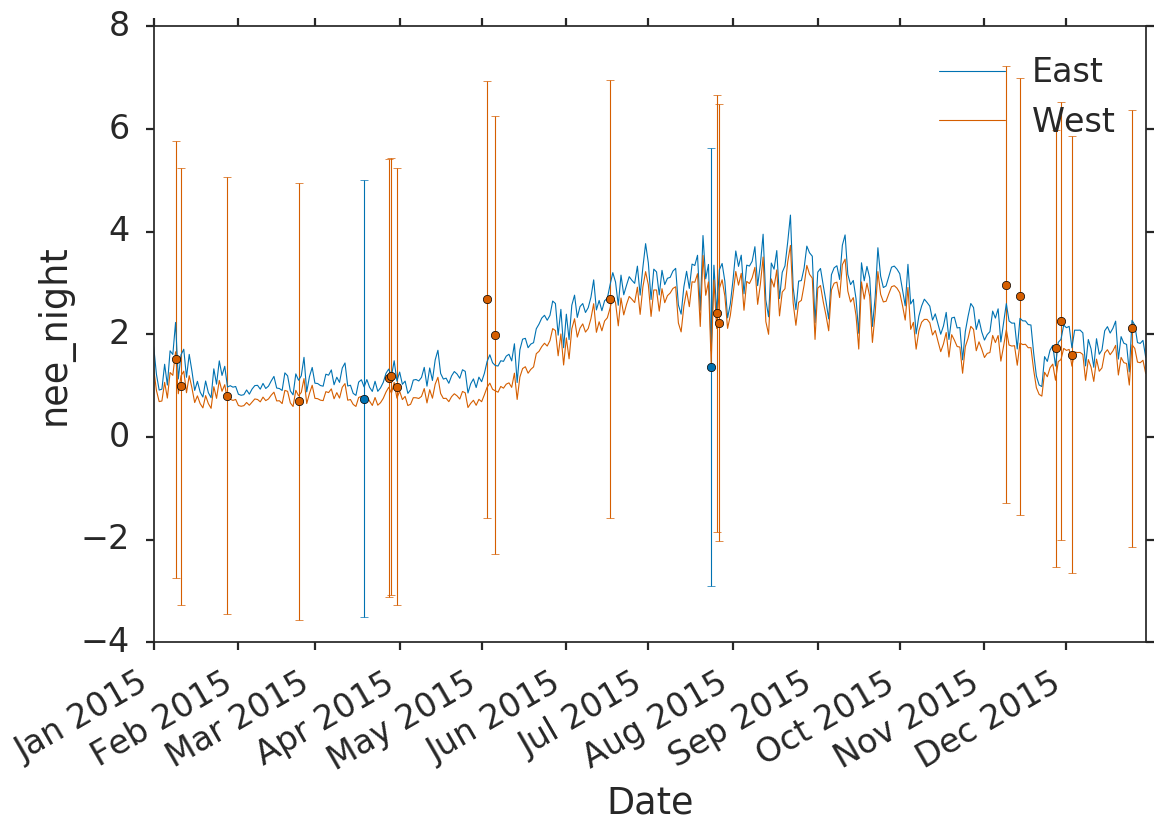 8
6
4
2
0
−2
−4
nee_night
East
West
Jan 2015
Feb 2015
Mar 2015
Apr 2015
May 2015
Jun 2015
Jul 2015
Aug 2015
Sep 2015
Oct 2015
Nov 2015
Dec 2015
Date